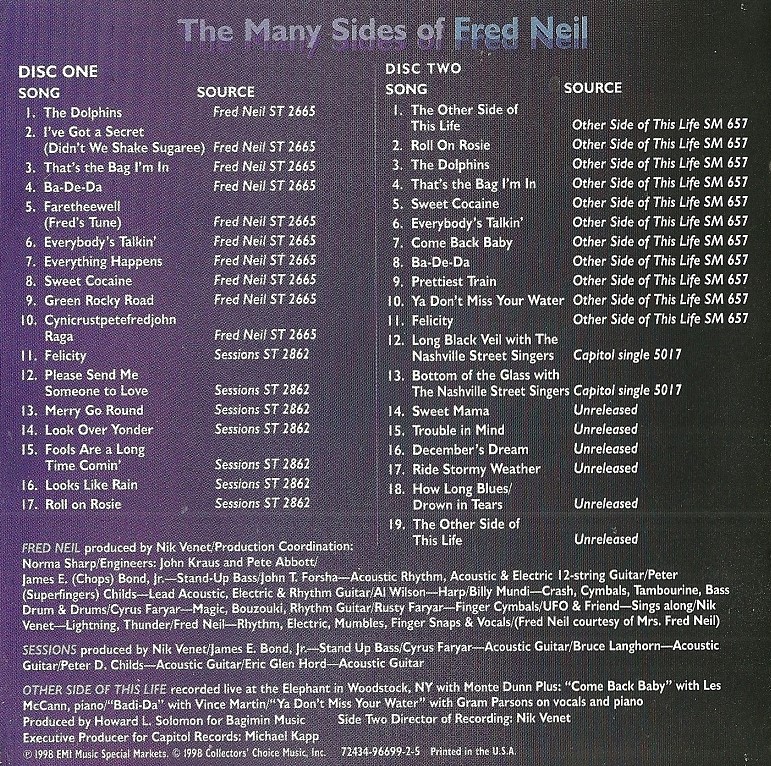 The Many Sides of Fred Neil
DISC ONE
SONG SOURCE
1. The Dolphins Fred Neil ST 2665
2. I've Got a Secret
(Didn't We Shake Sugaree) Fred Neil ST 2665
3. That's the Bag I'm In Fred Neil ST 2665
4. Ba-De-Da Fred Neil ST 2665
5. Faretheewell
(Fred's Tune) Fred Neil ST 2665
6. Everybody's Talkin' Fred Neil ST 2665
7. Everything Happens Fred Neil ST 2665
8. Sweet Cocaine Fred Neil ST 2665
9. Green Rocky Road Fred Neil ST 2665
10. Cynicrustpetefredjohn
Raga Fred Neil ST 2665
11. Felicity Sessions ST 2862
12. Please Send Me
Someone to Love Sessions ST 2862
13. Merry Go Round Sessions ST 2862
14. Look Over Yonder Sessions ST 2862
15. Fools Are a Long
Time Comin' Sessions ST 2862
16. Looks Like Rain Sessions ST 2862
17. Roll on Rosie Sessions ST 2862
DISC TWO
SONG SOURCE
1. The Other Side of
This Life Other Side of This Life SM 657
2. Roll On Rosie Other Side of This Life SM 657
3. The Dolphins Other Side of This Life SM 657
4. That's the Bag I'm In Other Side of This Life SM 657
5. Sweet Cocaine Other Side of This Life SM 657
6. Everybody's Talkin' Other Side of This Life SM 657
7. Come Back Baby Other Side of This Life SM 657
8. Ba-De-Da Other Side of This Life SM 657
9. Prettiest Train Other Side of This Life SM 657
10. Ya Don't Miss Your Water Other Side of This Life SM 657
11. Felicity Other Side of This Life SM 657
12. Long Black Veil with The
Nashville Street Singers Capitol single 5017
13. Bottom of the Glass with
The Nashville Street Singers Capitol single 5017
14. Sweet Mama Unreleased
15. Trouble in Mind Unreleased
16. December's Dream Unreleased
17. Ride Stormy Weather Unreleased
18. How Long Blues/
Drown in Tears Unreleased
19. The Other Side of
This Life Unreleased
FRED NEIL produced by Nik Venet/Production Coordination:
Norma Sharp/Engineers: John Kraus and Pete Abbott/
James E. (Chops) Bond, Jr.—Stand-Up Bass/John T. Forsha—Acoustic Rhythm, Acoustic & Electric 12-string Guitar/Peter
(Superfingers) Childs—Lead Acoustic, Electric & Rhythm Guitar/Al Wilson—Harp/Billy Mundi—Crash, Cymbals, Tambourine, Bass
Drum & Drums/Cyrus Faryar—Magic, Bouzouki, Rhythm Guitar/Rusty Faryar—Finger Cymbals/UFO & Friend—Sings along/Nik
Venet—Lightning, Thunder/Fred Neil—Rhythm, Electric, Mumbles, Finger Snaps & Vocals/(Fred Neil courtesy of Mrs. Fred Neil)
SESSIONS produced by Nik Venet/James E. Bond, Jr.—Stand Up Bass/Cyrus Faryar—Acoustic Guitar/Bruce Langhorn—Acoustic
Guitar/Peter D. Childs—Acoustic Guitar/Eric Glen Hord—Acoustic Guitar
OTHER SIDE OF THIS LIFE recorded live at the Elephant in Woodstock, NY with Monte Dunn Plus: "Come Back Baby" with Les
McCann, piano/"Badi-Da" with Vince Martin/"Ya Don't Miss Your Water" with Gram Parsons on vocals and piano
Produced by Howard L. Solomon for Bagimin Music Side Two Director of Recording: Nik Venet
Executive Producer for Capitol Records: Michael Kapp
℗ 1998 EMI Music Special Markets. © 1998 Collectors' Choice Music, Inc. 72434-96699-2-5 Printed in the U.S.A.